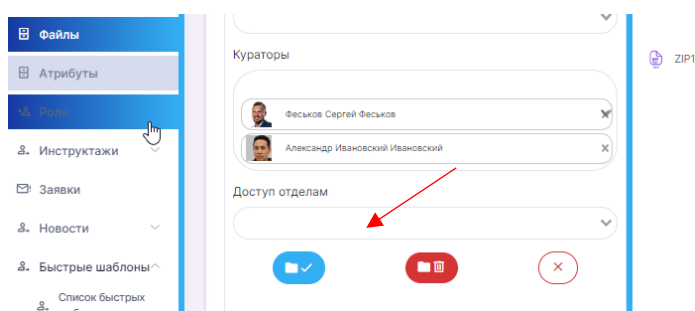 Файлы
Атрибуты
Роли
Инструктажи
Заявки
Новости
Быстрые шаблоны
Список быстрых
Кураторы
Феськов Сергей Феськов
Александр Ивановский Ивановский
Доступ отделам
ZIP1